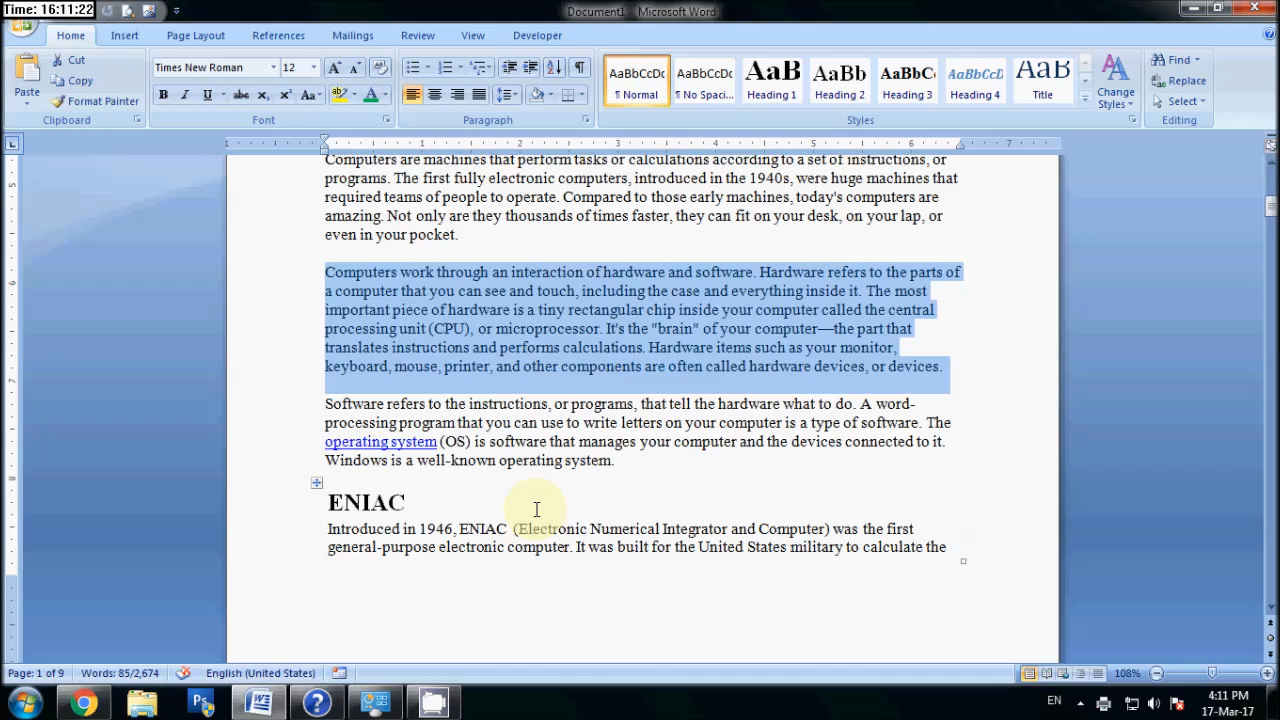 Time: 16:11:22
Document1 - Microsoft Word
Home Insert Page Layout References Mailings Review View Developer
Paste
Cut
Copy
Format Painter
Clipboard
Times New Roman 12
Font
Paragraph
AaBbCcDc AaBbCcDc AaB AaBb AaBbC AaBbCcD AaB
¶ Normal ¶ No Spaci... Heading 1 Heading 2 Heading 3 Heading 4 Title
Change
Styles
Styles
Find
Replace
Select
Editing
1 1 2 3 4 5 6 7
5
6
7
8
Computers are machines that perform tasks or calculations according to a set of instructions, or
programs. The first fully electronic computers, introduced in the 1940s, were huge machines that
required teams of people to operate. Compared to those early machines, today's computers are
amazing. Not only are they thousands of times faster, they can fit on your desk, on your lap, or
even in your pocket.
Computers work through an interaction of hardware and software. Hardware refers to the parts of
a computer that you can see and touch, including the case and everything inside it. The most
important piece of hardware is a tiny rectangular chip inside your computer called the central
processing unit (CPU), or microprocessor. It's the "brain" of your computer—the part that
translates instructions and performs calculations. Hardware items such as your monitor,
keyboard, mouse, printer, and other components are often called hardware devices, or devices.
Software refers to the instructions, or programs, that tell the hardware what to do. A word-
processing program that you can use to write letters on your computer is a type of software. The
operating system (OS) is software that manages your computer and the devices connected to it.
Windows is a well-known operating system.
ENIAC
Introduced in 1946, ENIAC (Electronic Numerical Integrator and Computer) was the first
general-purpose electronic computer. It was built for the United States military to calculate the
Page: 1 of 9 Words: 85/2,674 English (United States) 108%
EN
4:11 PM
17-Mar-17